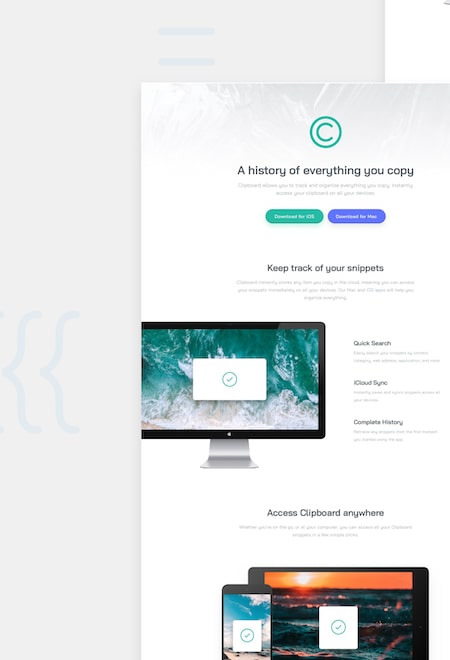 A history of everything you copy
Clipboard allows you to track and organize everything you copy. Instantly
access your clipboard on all your devices.
Download for iOS
Download for Mac
Keep track of your snippets
Clipboard instantly stores any item you copy in the cloud, meaning you can access
your snippets immediately on all your devices. Our Mac and iOS apps will help you
organize everything.
Quick Search
Easily search your snippets by content,
category, web address, application, and more.
iCloud Sync
Instantly saves and syncs snippets across all
your devices.
Complete History
Retrieve any snippets from the first moment
you started using the app.
Access Clipboard anywhere
Whether you're on the go, or at your computer, you can access all your Clipboard
snippets in a few simple clicks.